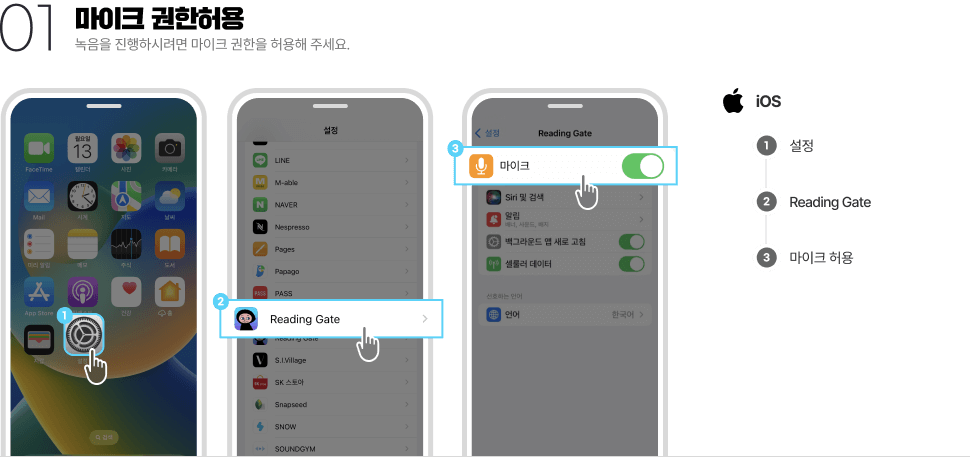 01
마이크 권한허용
녹음을 진행하시려면 마이크 권한을 허용해 주세요.
월요일
13
FaceTime
캘린더
사진
카메라
Mail
시계
지도
날씨
미리 알림
메모
주식
도서
App Store
건강
홈
지갑
1
검색
설정
LINE
M-able
NAVER
Nespresso
Pages
Papago
PASS
PASS
2
Reading Gate
Reading Gate
S.I.Village
SK 스토아
Snapseed
SNOW
SOUNDGYM
설정
Reading Gate
3
마이크
Siri 및 검색
알림
배너, 사운드, 배지
백그라운드 앱 새로 고침
셀룰러 데이터
선호하는 언어
언어
한국어
iOS
1 설정
2 Reading Gate
3 마이크 허용